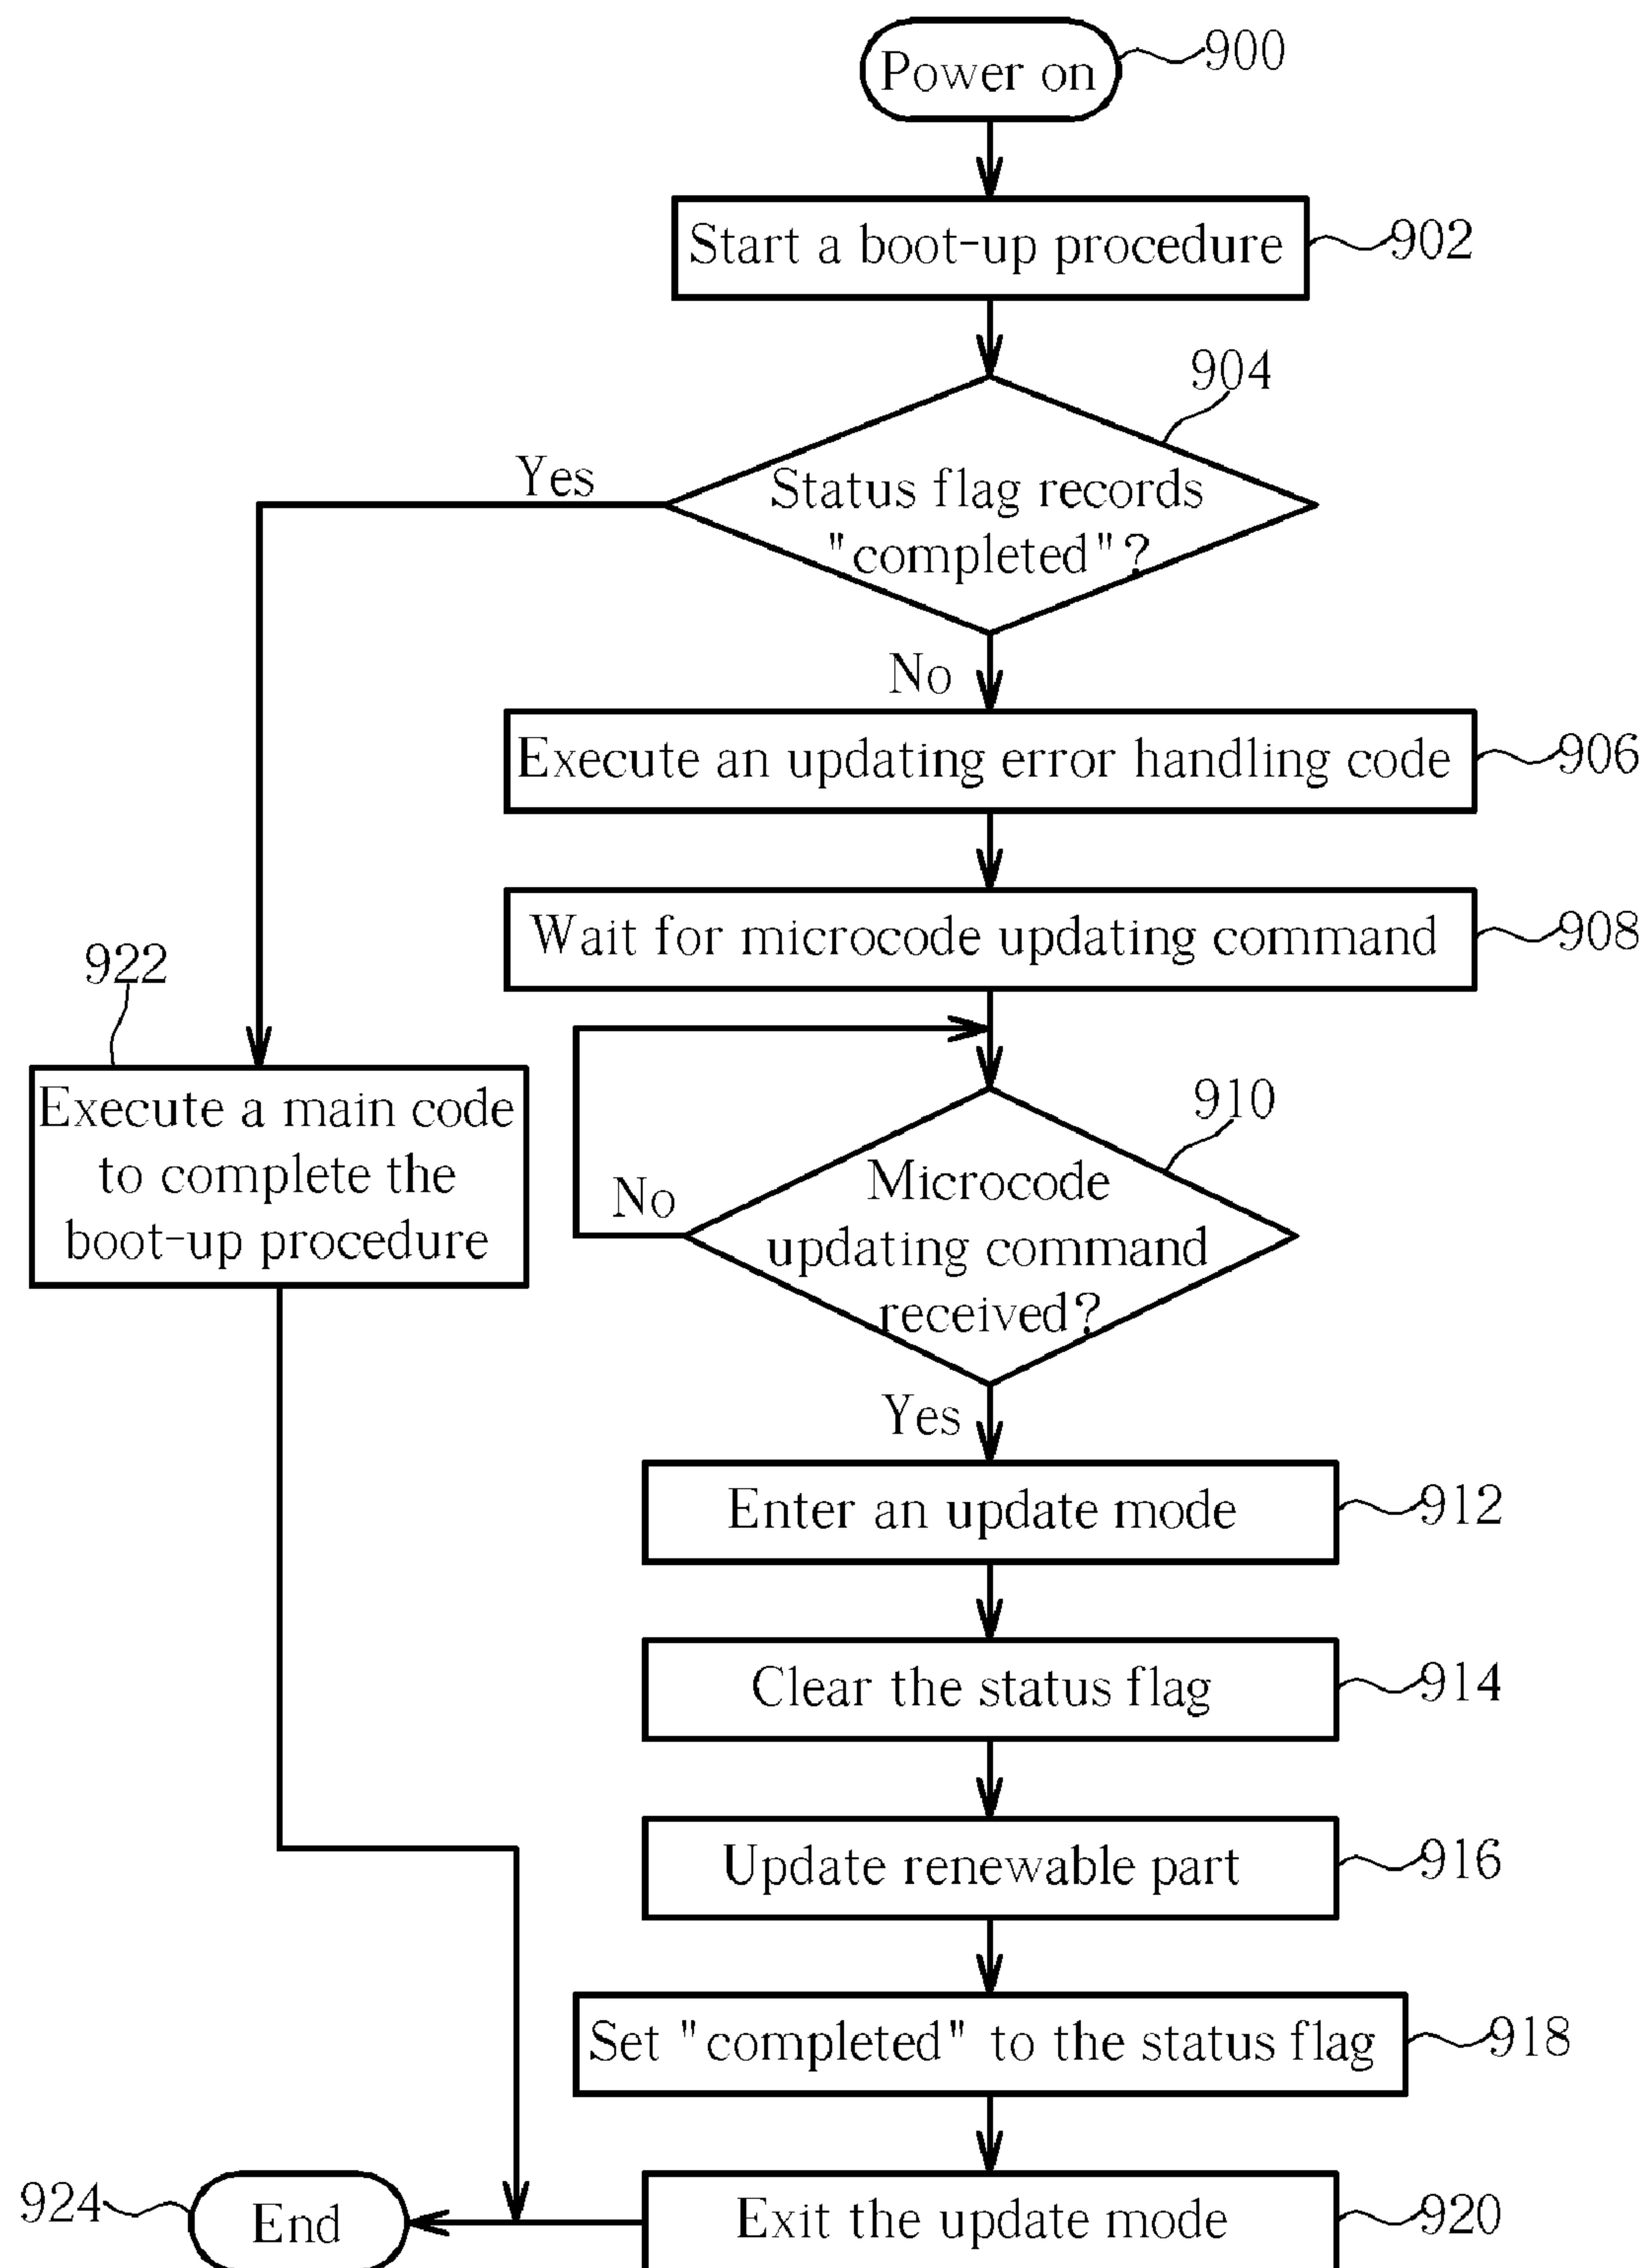 Power on
900
Start a boot-up procedure
902
904
Status flag records
"completed"?
Yes
No
Execute an updating error handling code
906
Wait for microcode updating command
908
922
Execute a main code
to complete the
boot-up procedure
910
Microcode
updating command
received?
No
Yes
Enter an update mode
912
Clear the status flag
914
Update renewable part
916
Set "completed" to the status flag
918
924
End
Exit the update mode
920